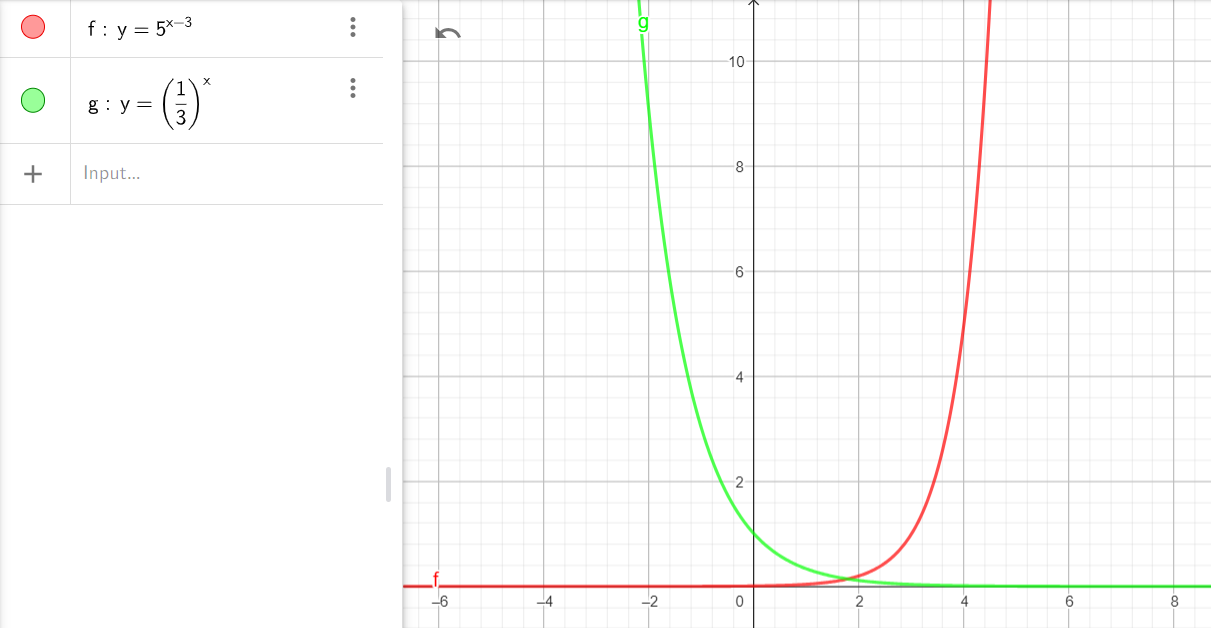 f : y = 5^(x−3)
g : y = (1/3)^x
Input...
g
10
8
6
4
2
f
−6 −4 −2 0 2 4 6 8